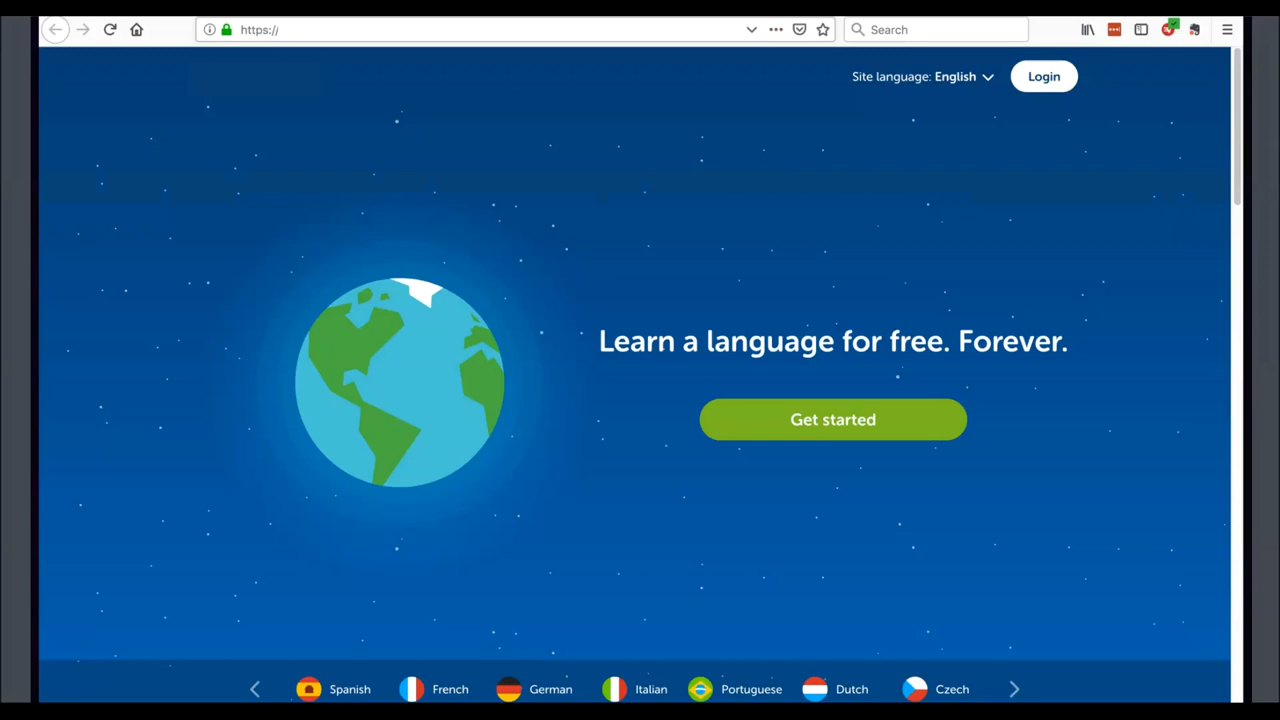 https://
Search
Site language: English
Login
Learn a language for free. Forever.
Get started
Spanish
French
German
Italian
Portuguese
Dutch
Czech